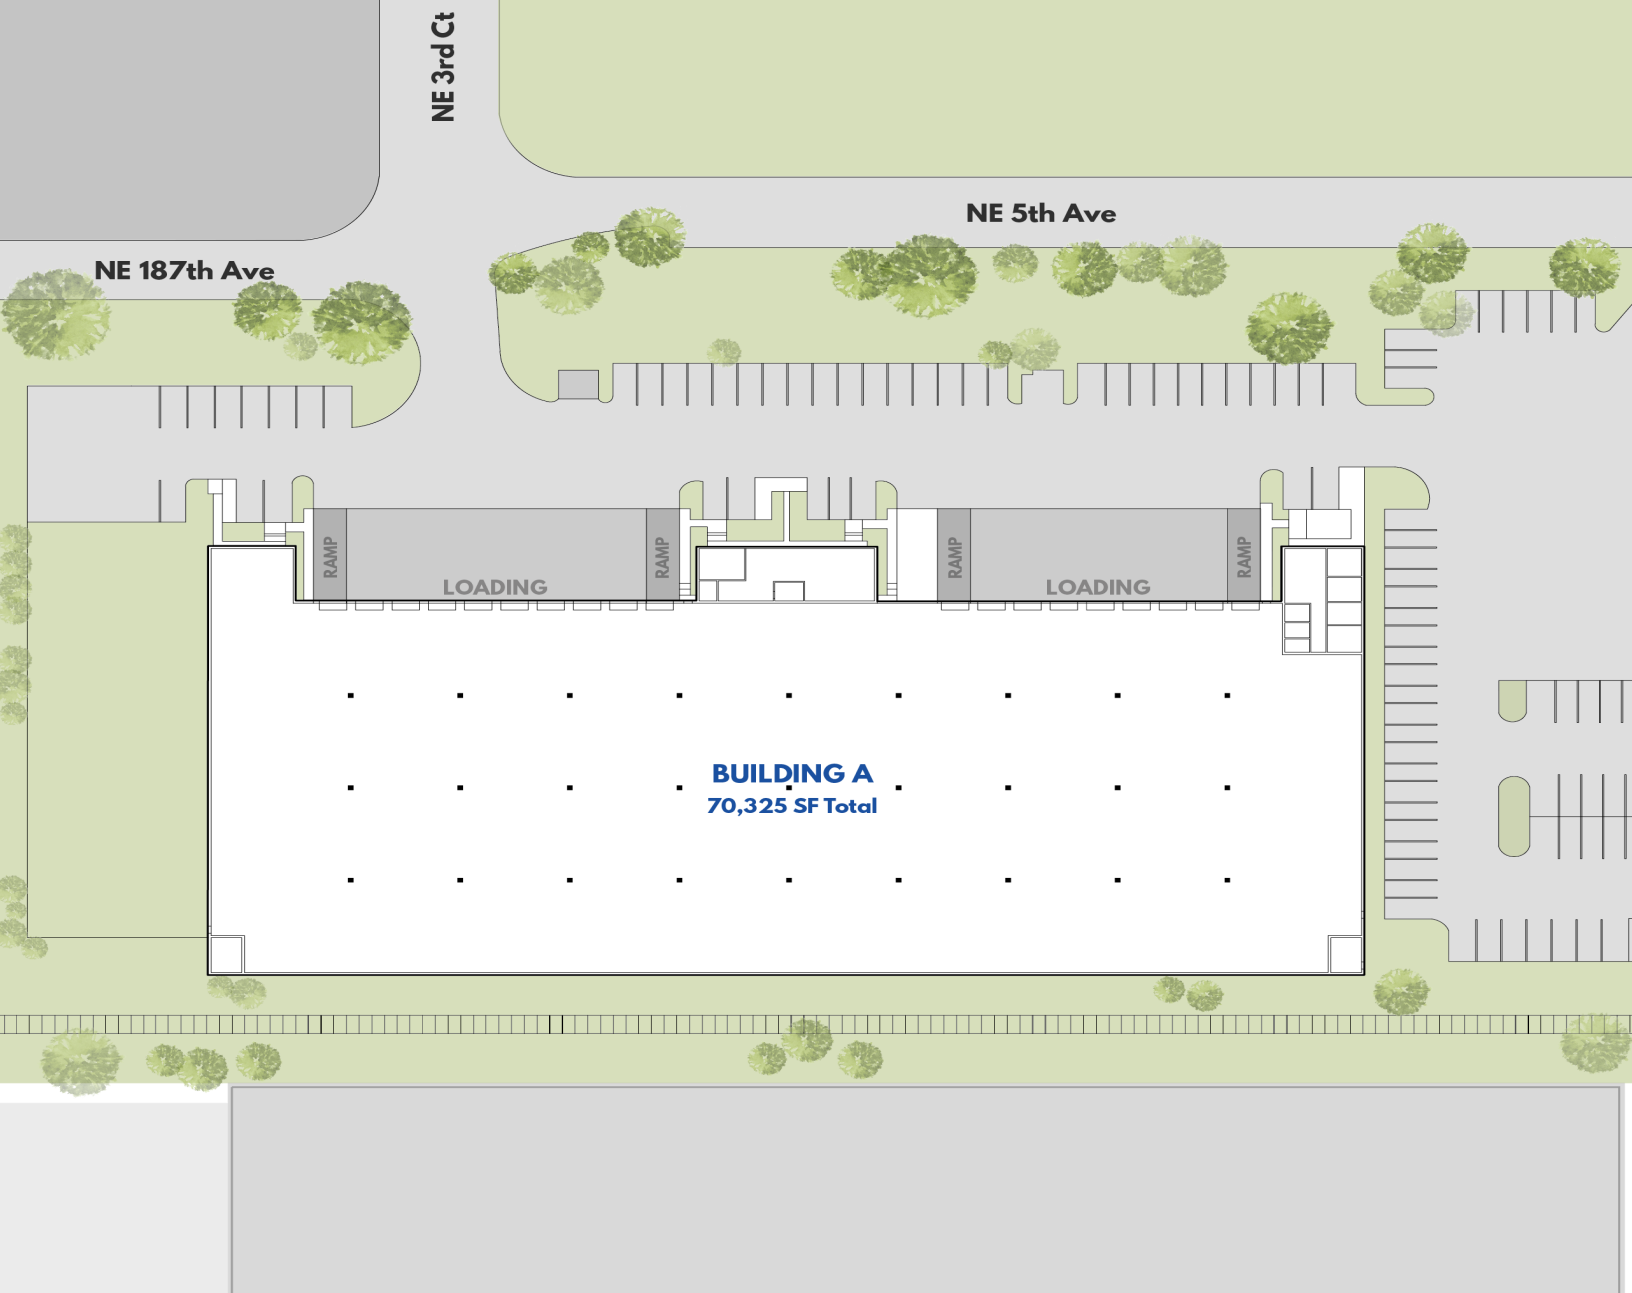 NE 3rd Ct
NE 5th Ave
NE 187th Ave
RAMP
LOADING
RAMP
RAMP
LOADING
RAMP
BUILDING A
70,325 SF Total